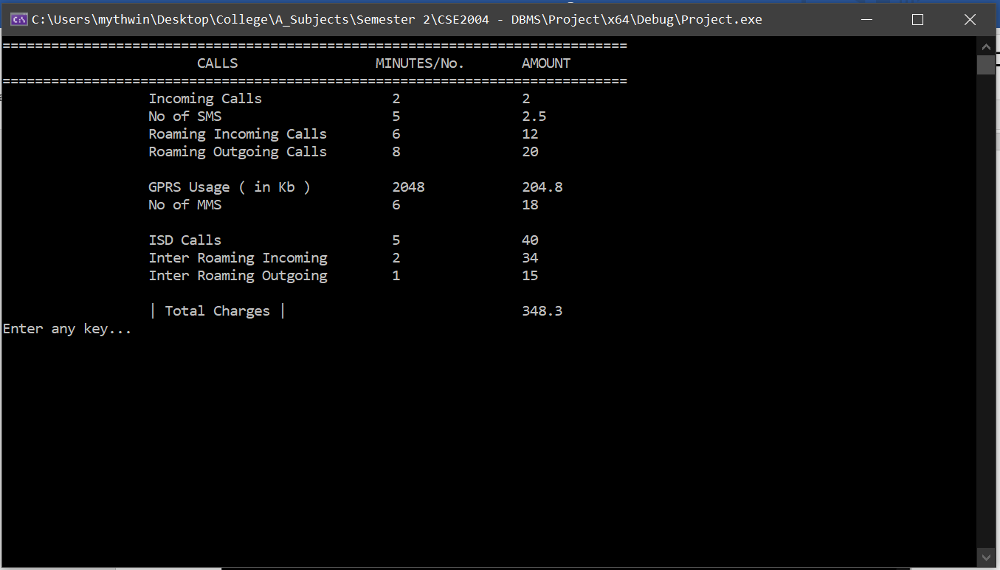 C:\Users\mythwin\Desktop\College\A_Subjects\Semester 2\CSE2004 - DBMS\Project\x64\Debug\Project.exe
=============================================================================
CALLS MINUTES/No. AMOUNT
=============================================================================
Incoming Calls 2 2
No of SMS 5 2.5
Roaming Incoming Calls 6 12
Roaming Outgoing Calls 8 20
GPRS Usage ( in Kb ) 2048 204.8
No of MMS 6 18
ISD Calls 5 40
Inter Roaming Incoming 2 34
Inter Roaming Outgoing 1 15
| Total Charges | 348.3
Enter any key...